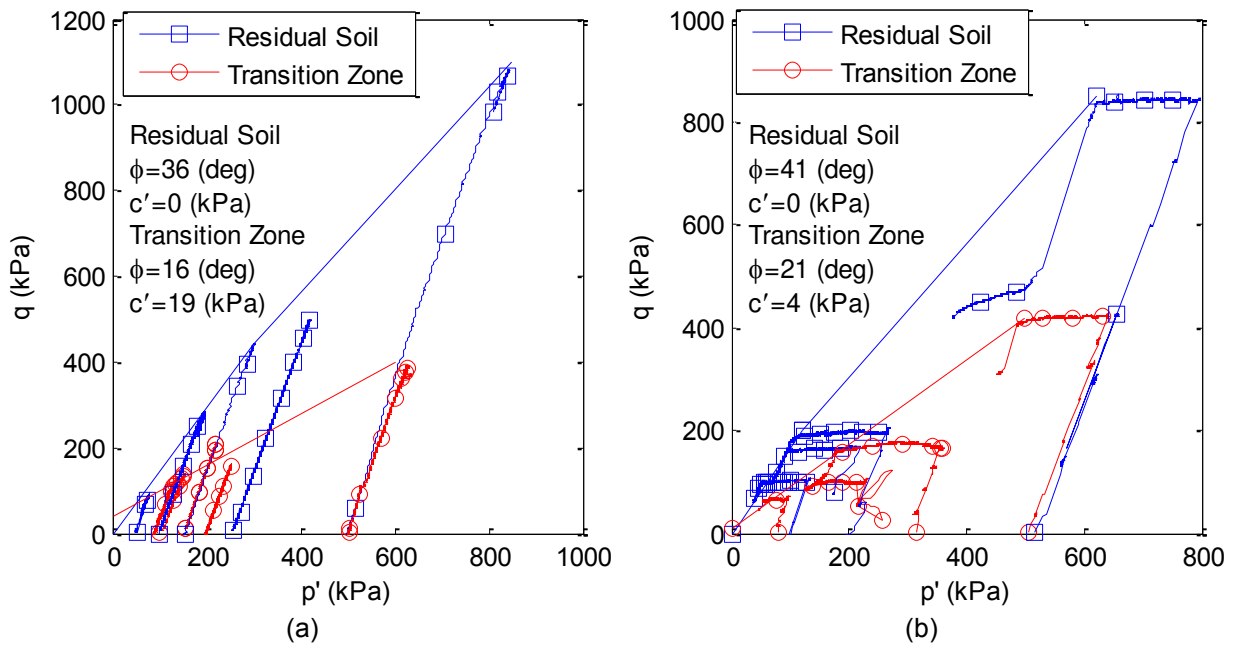 1200
1000
800
600
400
200
0
q (kPa)
Residual Soil
Transition Zone
Residual Soil
ϕ=36 (deg)
c′=0 (kPa)
Transition Zone
ϕ=16 (deg)
c′=19 (kPa)
0 200 400 600 800 1000
p' (kPa)
(a)
1000
800
600
400
200
0
q (kPa)
Residual Soil
Transition Zone
Residual Soil
ϕ=41 (deg)
c′=0 (kPa)
Transition Zone
ϕ=21 (deg)
c′=4 (kPa)
0 200 400 600 800
p' (kPa)
(b)